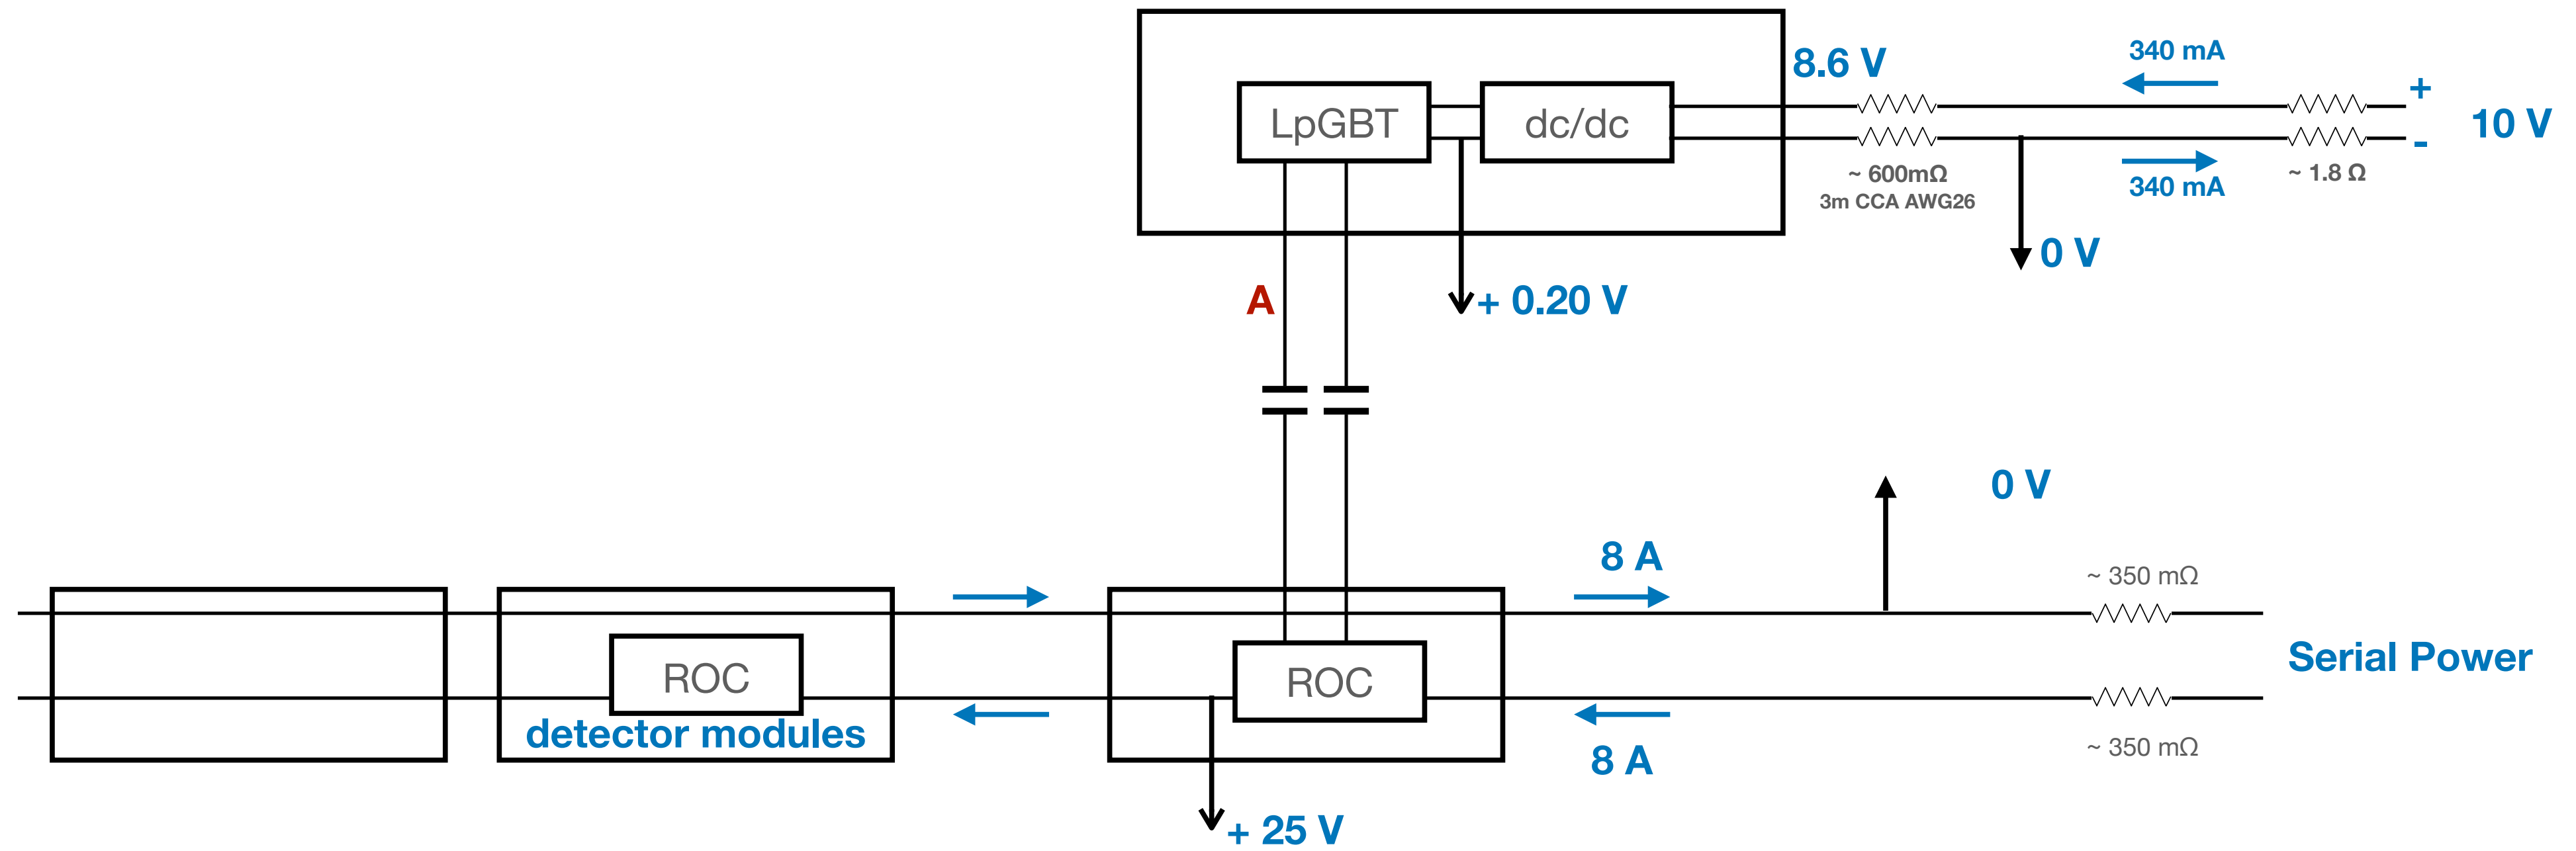 8.6 V
340 mA
+
LpGBT
dc/dc
10 V
-
~ 600mΩ
3m CCA AWG26
340 mA
~ 1.8 Ω
0 V
A
+ 0.20 V
0 V
8 A
~ 350 mΩ
ROC
ROC
Serial Power
detector modules
8 A
~ 350 mΩ
+ 25 V